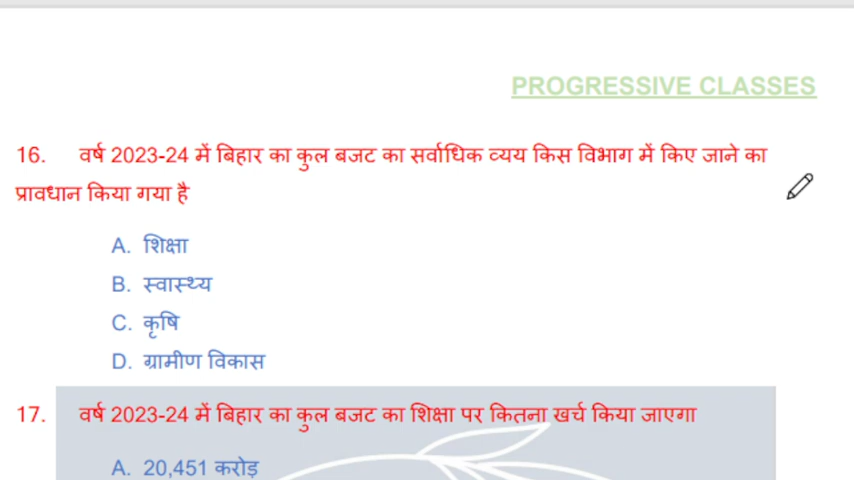 PROGRESSIVE CLASSES
16. वर्ष 2023-24 में बिहार का कुल बजट का सर्वाधिक व्यय किस विभाग में किए जाने का
प्रावधान किया गया है
A. शिक्षा
B. स्वास्थ्य
C. कृषि
D. ग्रामीण विकास
17. वर्ष 2023-24 में बिहार का कुल बजट का शिक्षा पर कितना खर्च किया जाएगा
A. 20,451 करोड़